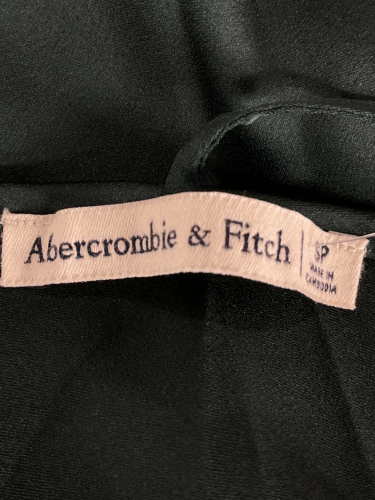 Abercrombie & Fitch
SP
MADE IN
CAMBODIA